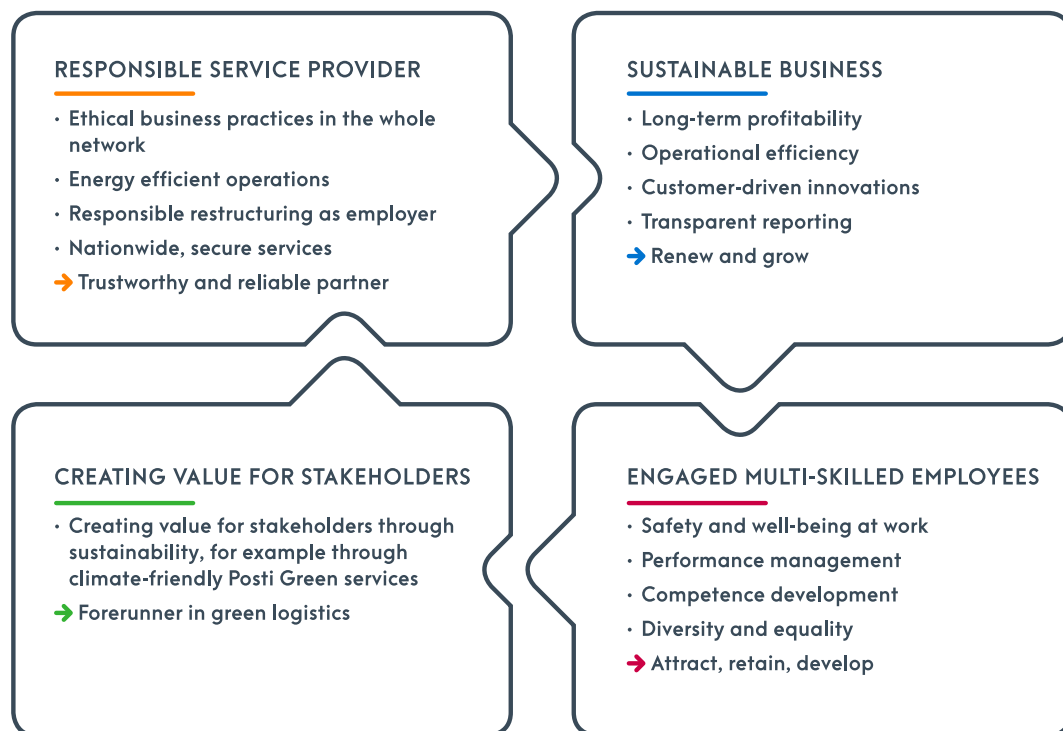 RESPONSIBLE SERVICE PROVIDER
· Ethical business practices in the whole
network
· Energy efficient operations
· Responsible restructuring as employer
· Nationwide, secure services
→ Trustworthy and reliable partner
SUSTAINABLE BUSINESS
· Long-term profitability
· Operational efficiency
· Customer-driven innovations
· Transparent reporting
→ Renew and grow
CREATING VALUE FOR STAKEHOLDERS
· Creating value for stakeholders through
sustainability, for example through
climate-friendly Posti Green services
→ Forerunner in green logistics
ENGAGED MULTI-SKILLED EMPLOYEES
· Safety and well-being at work
· Performance management
· Competence development
· Diversity and equality
→ Attract, retain, develop